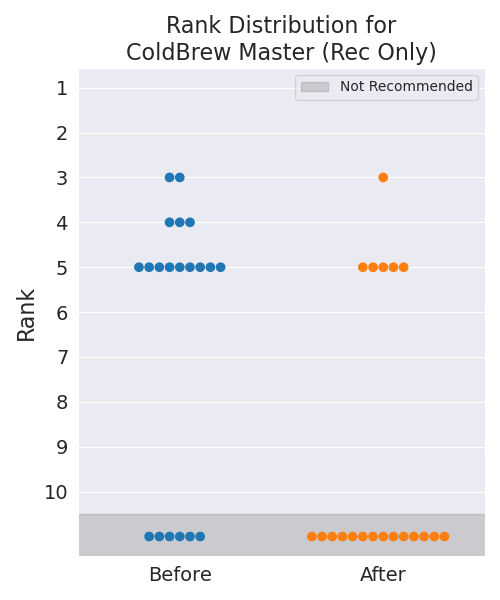 Rank Distribution for
ColdBrew Master (Rec Only)
Not Recommended
Rank
1
2
3
4
5
6
7
8
9
10
Before
After